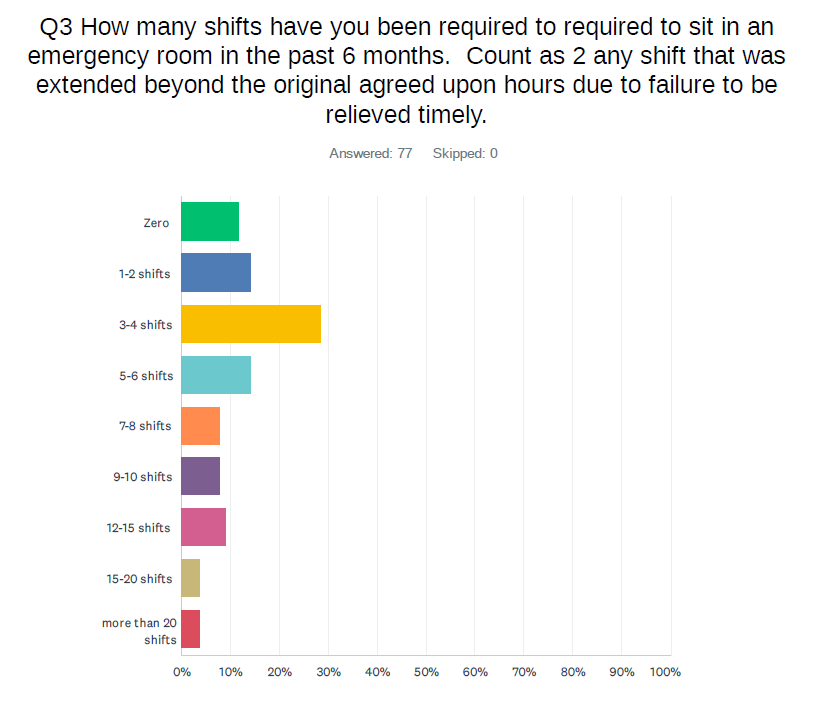 Q3 How many shifts have you been required to required to sit in an
emergency room in the past 6 months.  Count as 2 any shift that was
extended beyond the original agreed upon hours due to failure to be
relieved timely.
Answered: 77 Skipped: 0
Zero
1-2 shifts
3-4 shifts
5-6 shifts
7-8 shifts
9-10 shifts
12-15 shifts
15-20 shifts
more than 20
shifts
0% 10% 20% 30% 40% 50% 60% 70% 80% 90% 100%